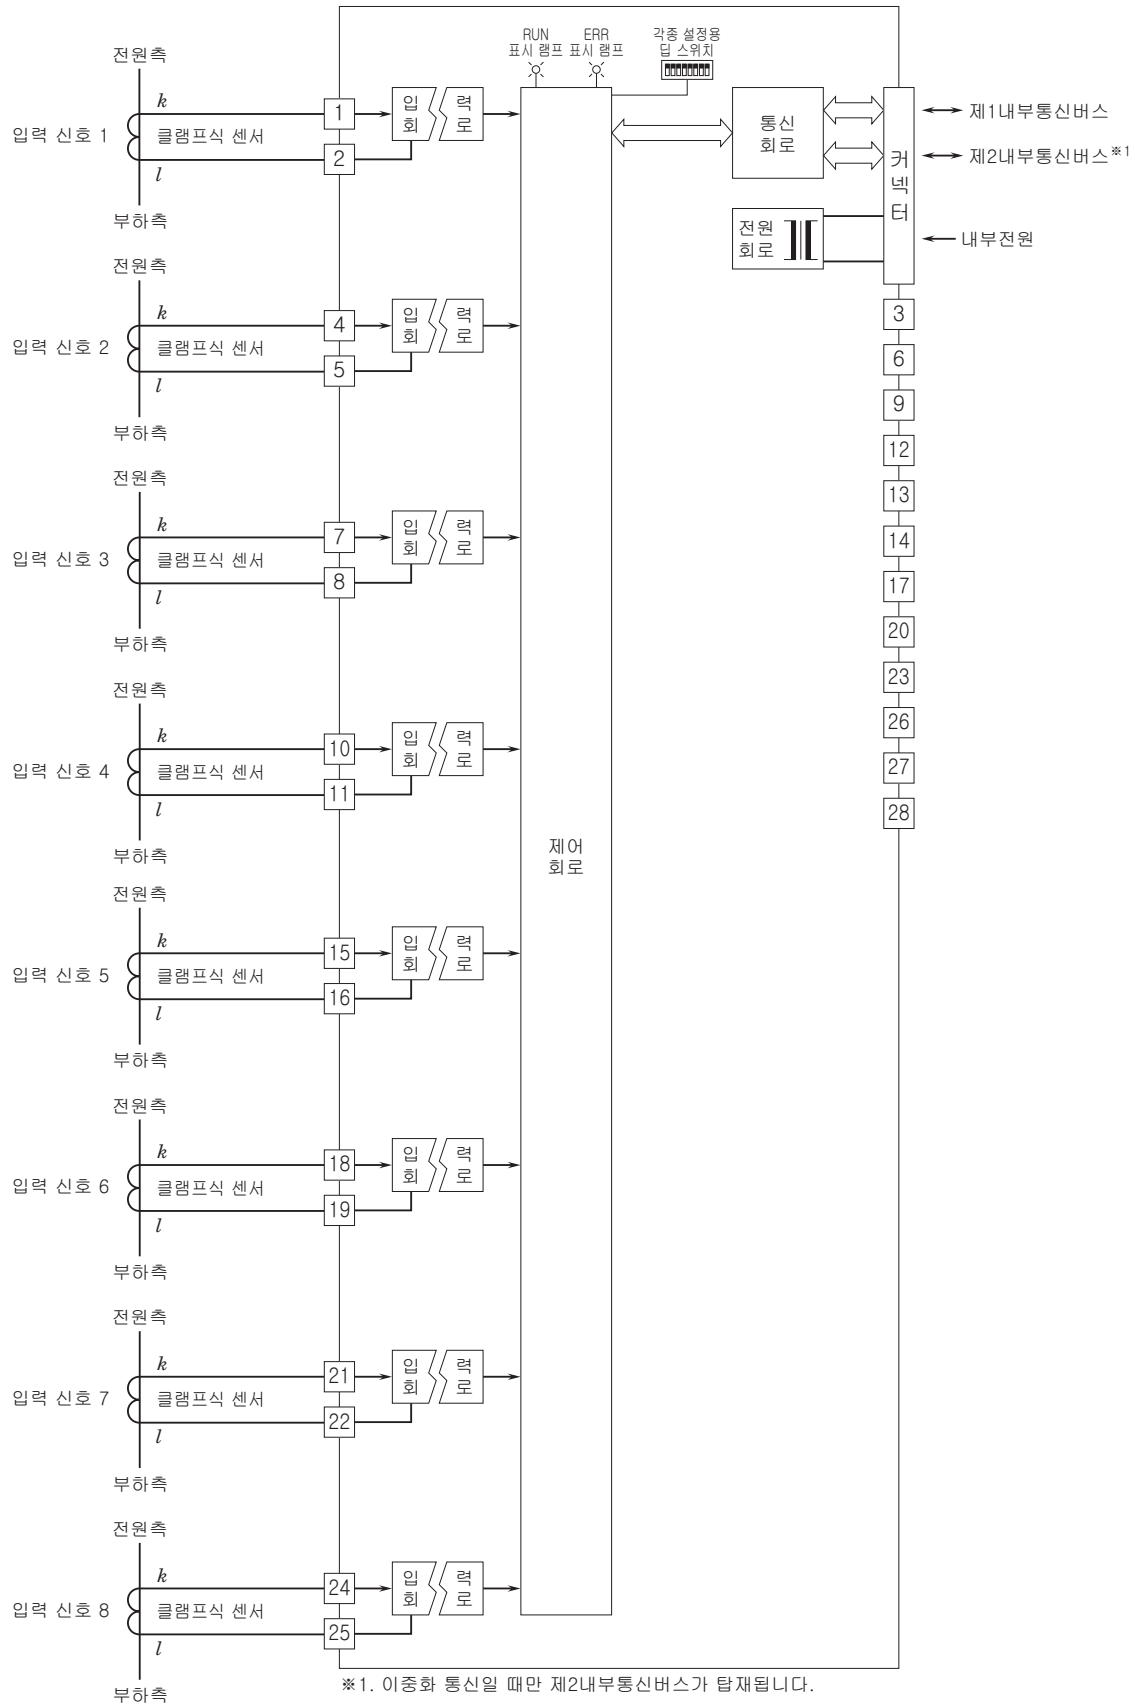 RUN
표시 램프
ERR
표시 램프
각종 설정용
딥 스위치
전원측
입력 신호 1
k
클램프식 센서
l
부하측
1
2
입 력
회 로
통신
회로
커넥터
제1내부통신버스
제2내부통신버스※1
전원
회로
내부전원
전원측
입력 신호 2
k
클램프식 센서
l
부하측
4
5
입 력
회 로
3
6
9
12
13
14
17
20
23
26
27
28
전원측
입력 신호 3
k
클램프식 센서
l
부하측
7
8
입 력
회 로
전원측
입력 신호 4
k
클램프식 센서
l
부하측
10
11
입 력
회 로
제어
회로
전원측
입력 신호 5
k
클램프식 센서
l
부하측
15
16
입 력
회 로
전원측
입력 신호 6
k
클램프식 센서
l
부하측
18
19
입 력
회 로
전원측
입력 신호 7
k
클램프식 센서
l
부하측
21
22
입 력
회 로
전원측
입력 신호 8
k
클램프식 센서
l
부하측
24
25
입 력
회 로
※1. 이중화 통신일 때만 제2내부통신버스가 탑재됩니다.